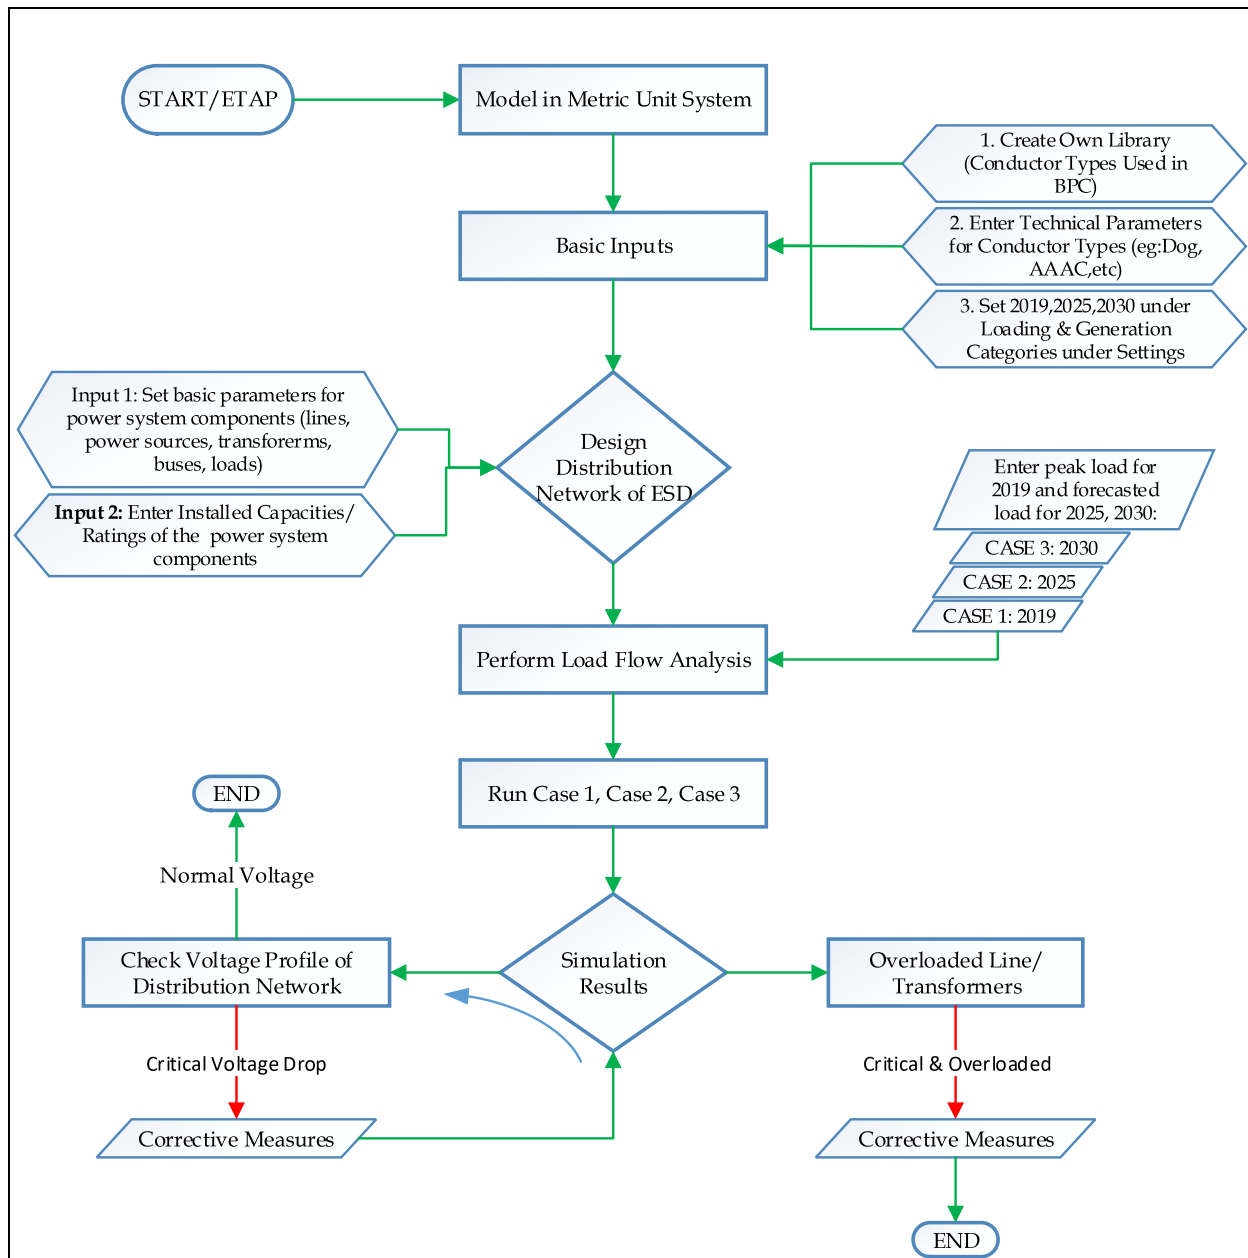 START/ETAP
Model in Metric Unit System
1. Create Own Library
(Conductor Types Used in
BPC)
Basic Inputs
2. Enter Technical Parameters
for Conductor Types (eg:Dog,
AAAC,etc)
3. Set 2019,2025,2030 under
Loading & Generation
Categories under Settings
Input 1: Set basic parameters for
power system components (lines,
power sources, transforerms,
buses, loads)
Input 2: Enter Installed Capacities/
Ratings of the power system
components
Design
Distribution
Network of ESD
Enter peak load for
2019 and forecasted
load for 2025, 2030:
CASE 3: 2030
CASE 2: 2025
CASE 1: 2019
Perform Load Flow Analysis
Run Case 1, Case 2, Case 3
END
Normal Voltage
Check Voltage Profile of
Distribution Network
Simulation
Results
Overloaded Line/
Transformers
Critical Voltage Drop
Critical & Overloaded
Corrective Measures
Corrective Measures
END